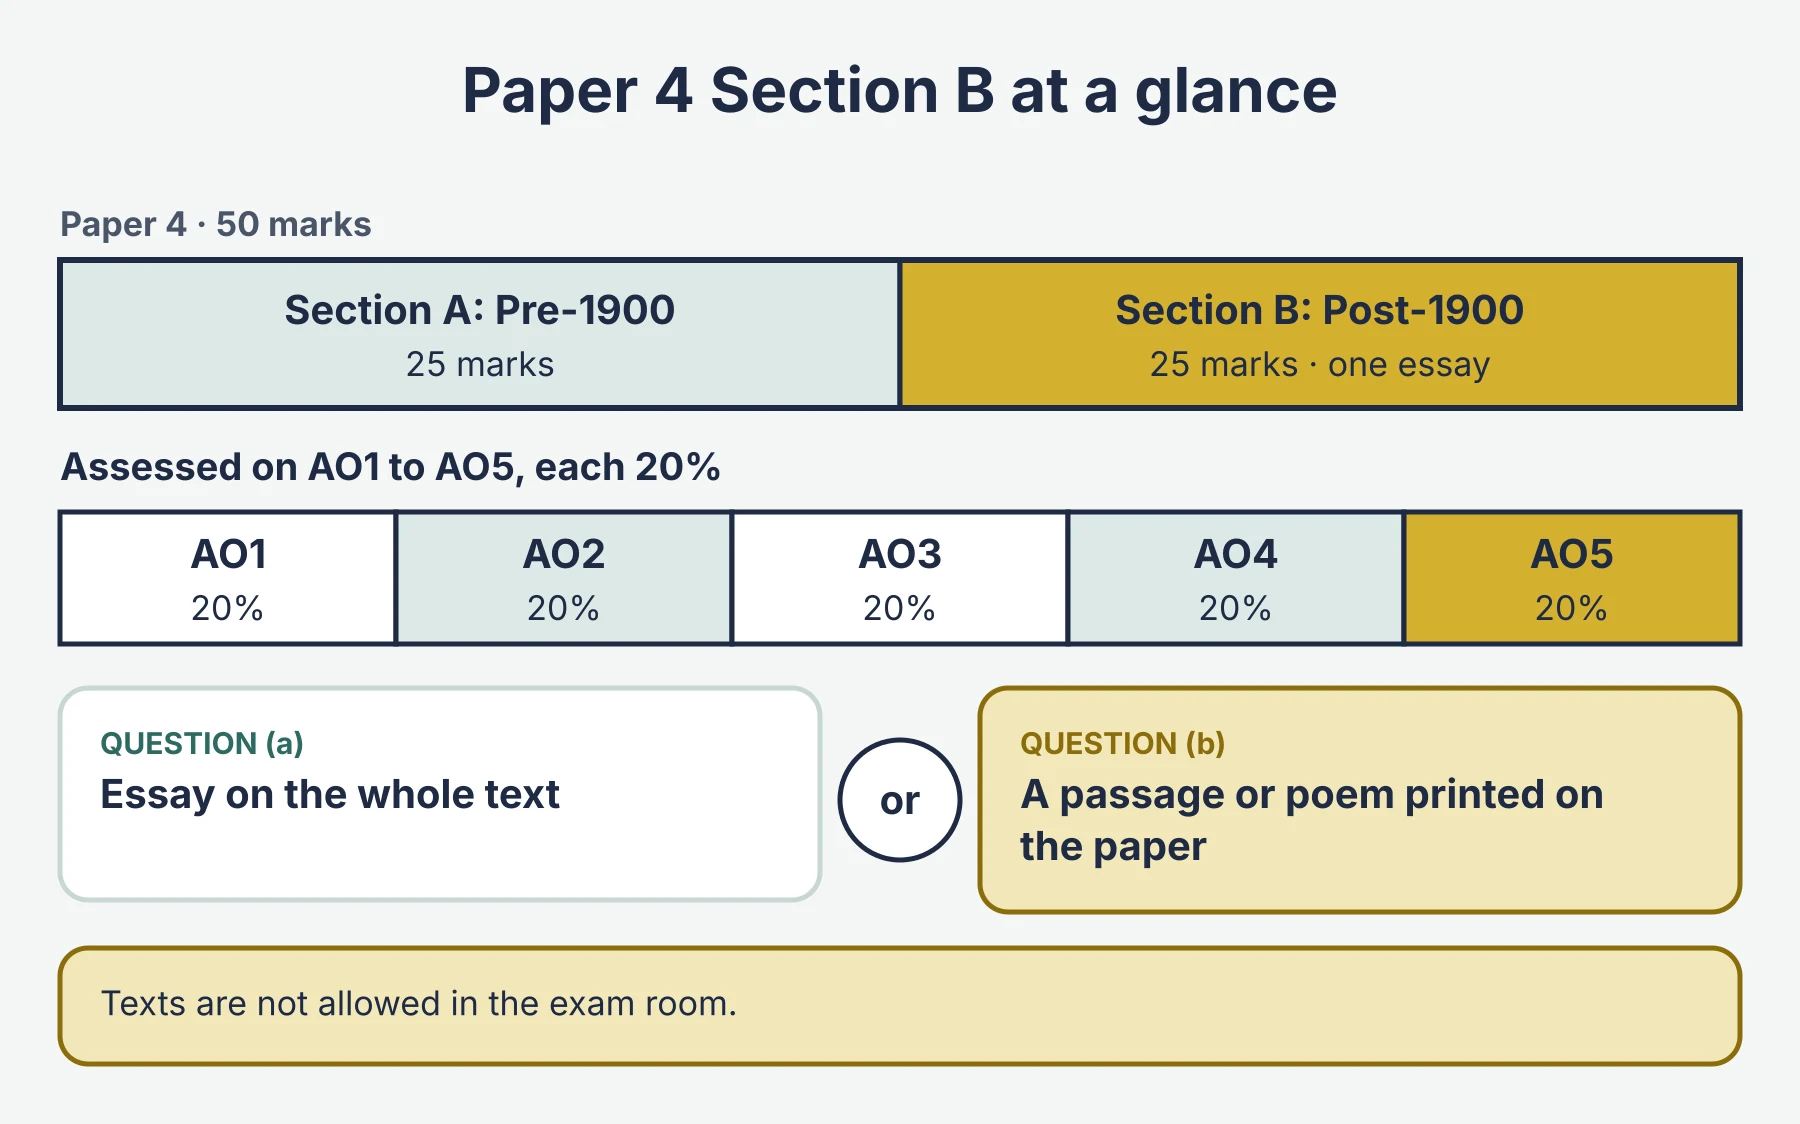 Paper 4 Section B at a glance
Paper 4 · 50 marks
Section A: Pre-1900
25 marks
Section B: Post-1900
25 marks · one essay
Assessed on AO1 to AO5, each 20%
AO1
20%
AO2
20%
AO3
20%
AO4
20%
AO5
20%
QUESTION (a)
Essay on the whole text
or
QUESTION (b)
A passage or poem printed on
the paper
Texts are not allowed in the exam room.